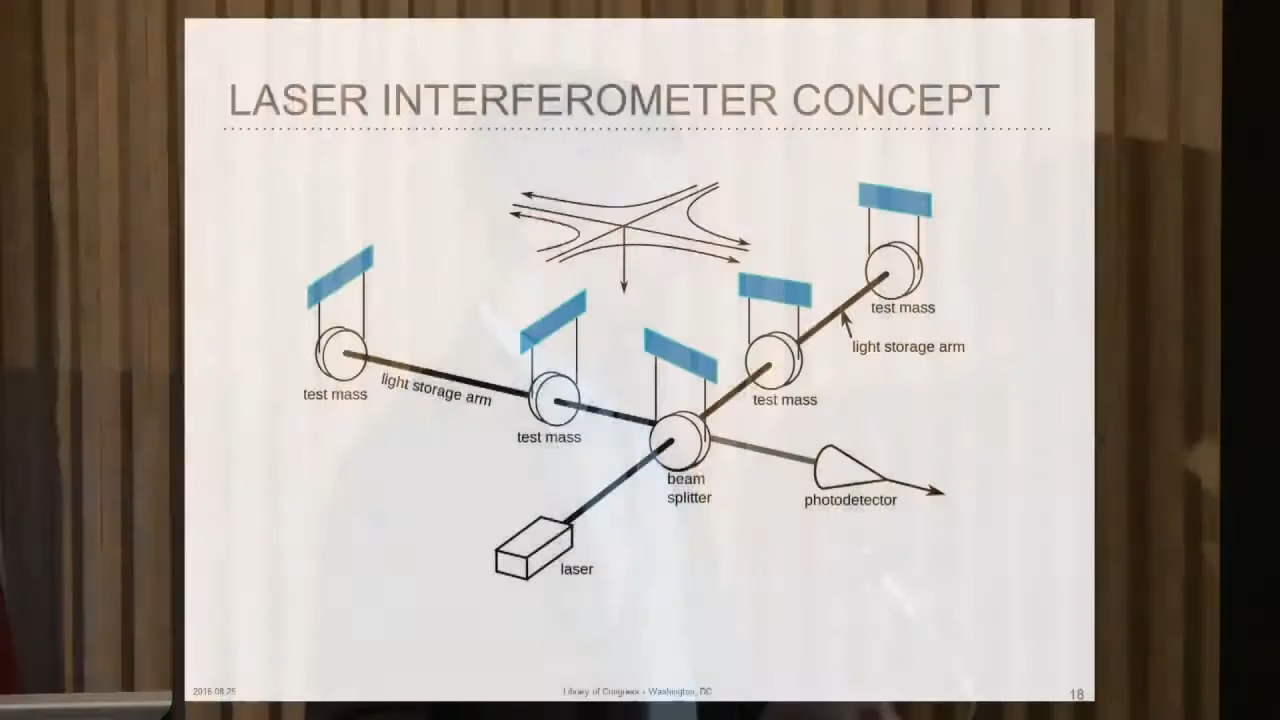 LASER INTERFEROMETER CONCEPT
test mass
light storage arm
test mass
light storage arm
test mass
test mass
beam
splitter
photodetector
laser
2016.08.25
Library of Congress - Washington, DC
18